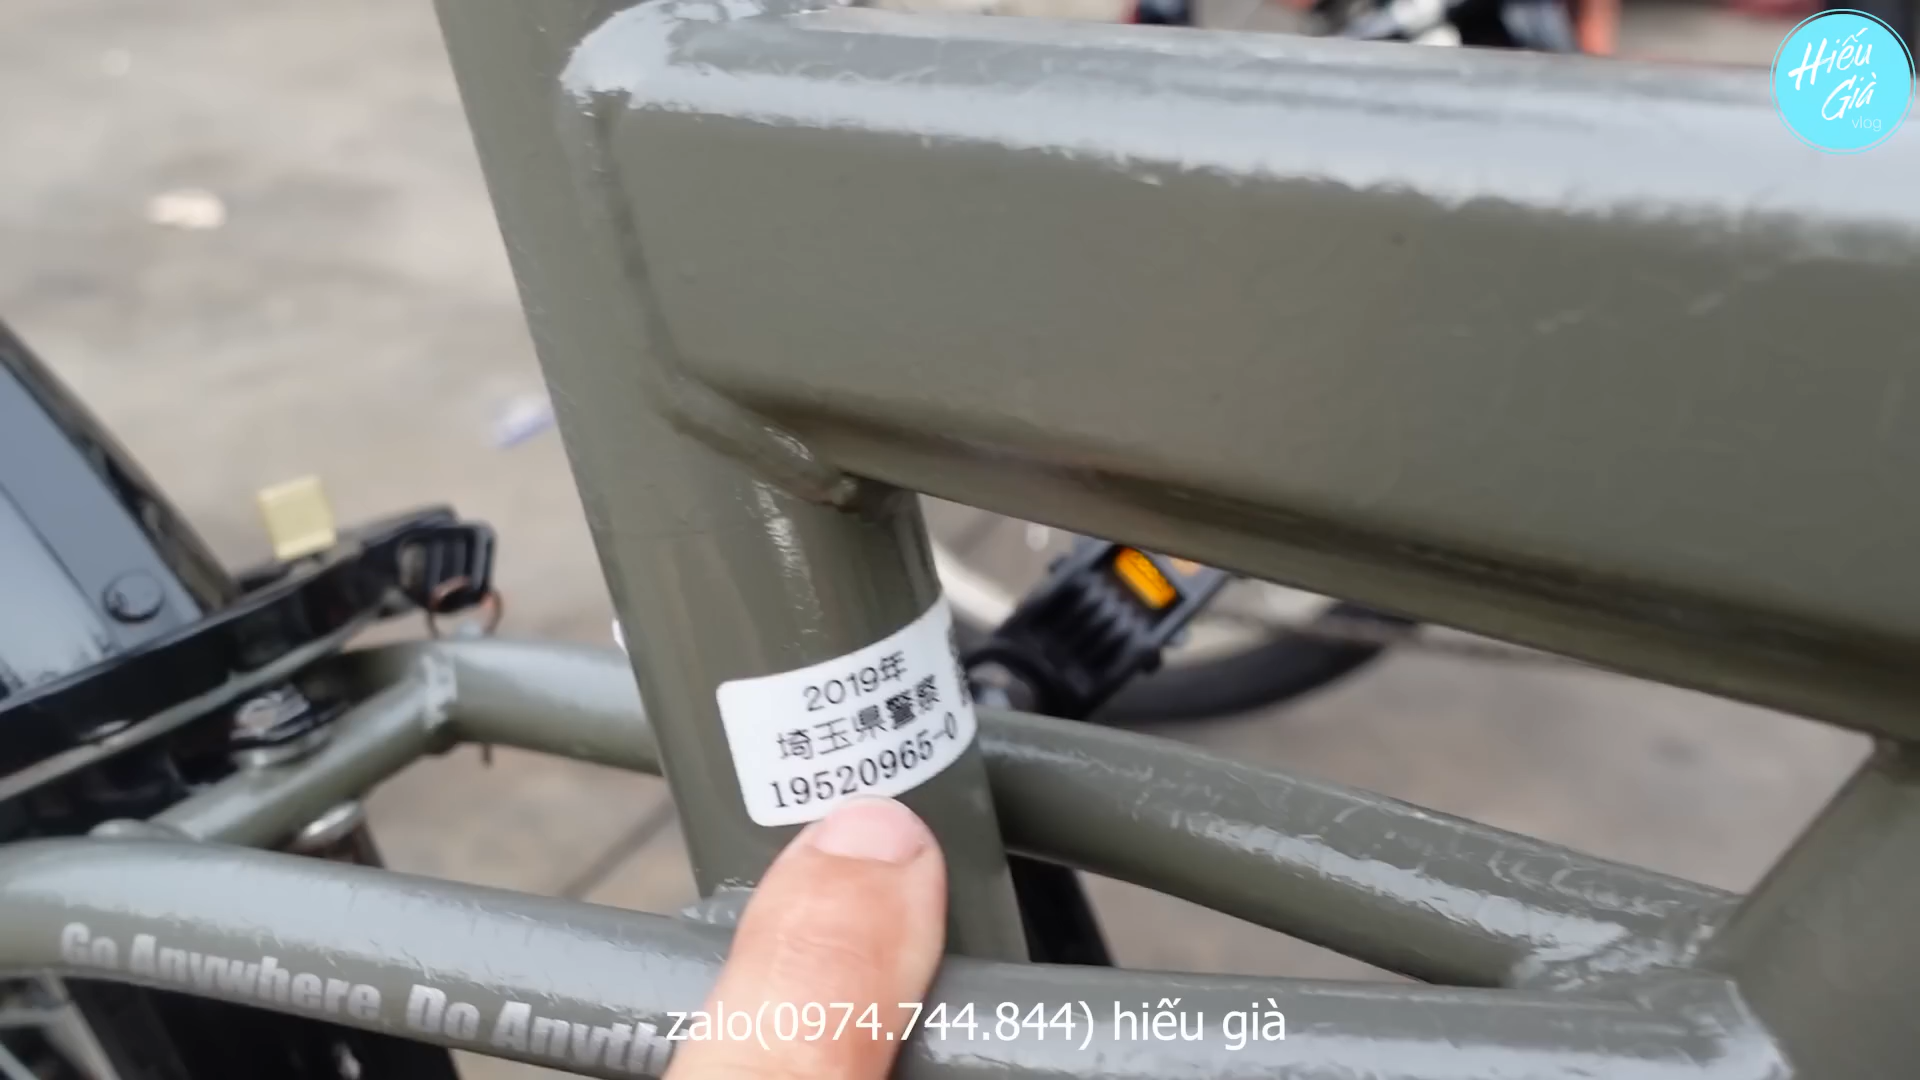 Hiếu
Già
vlog
2019年
埼玉県警察
19520965-0
Go Anywhere. Do Anyth
zalo(0974.744.844) hiếu già